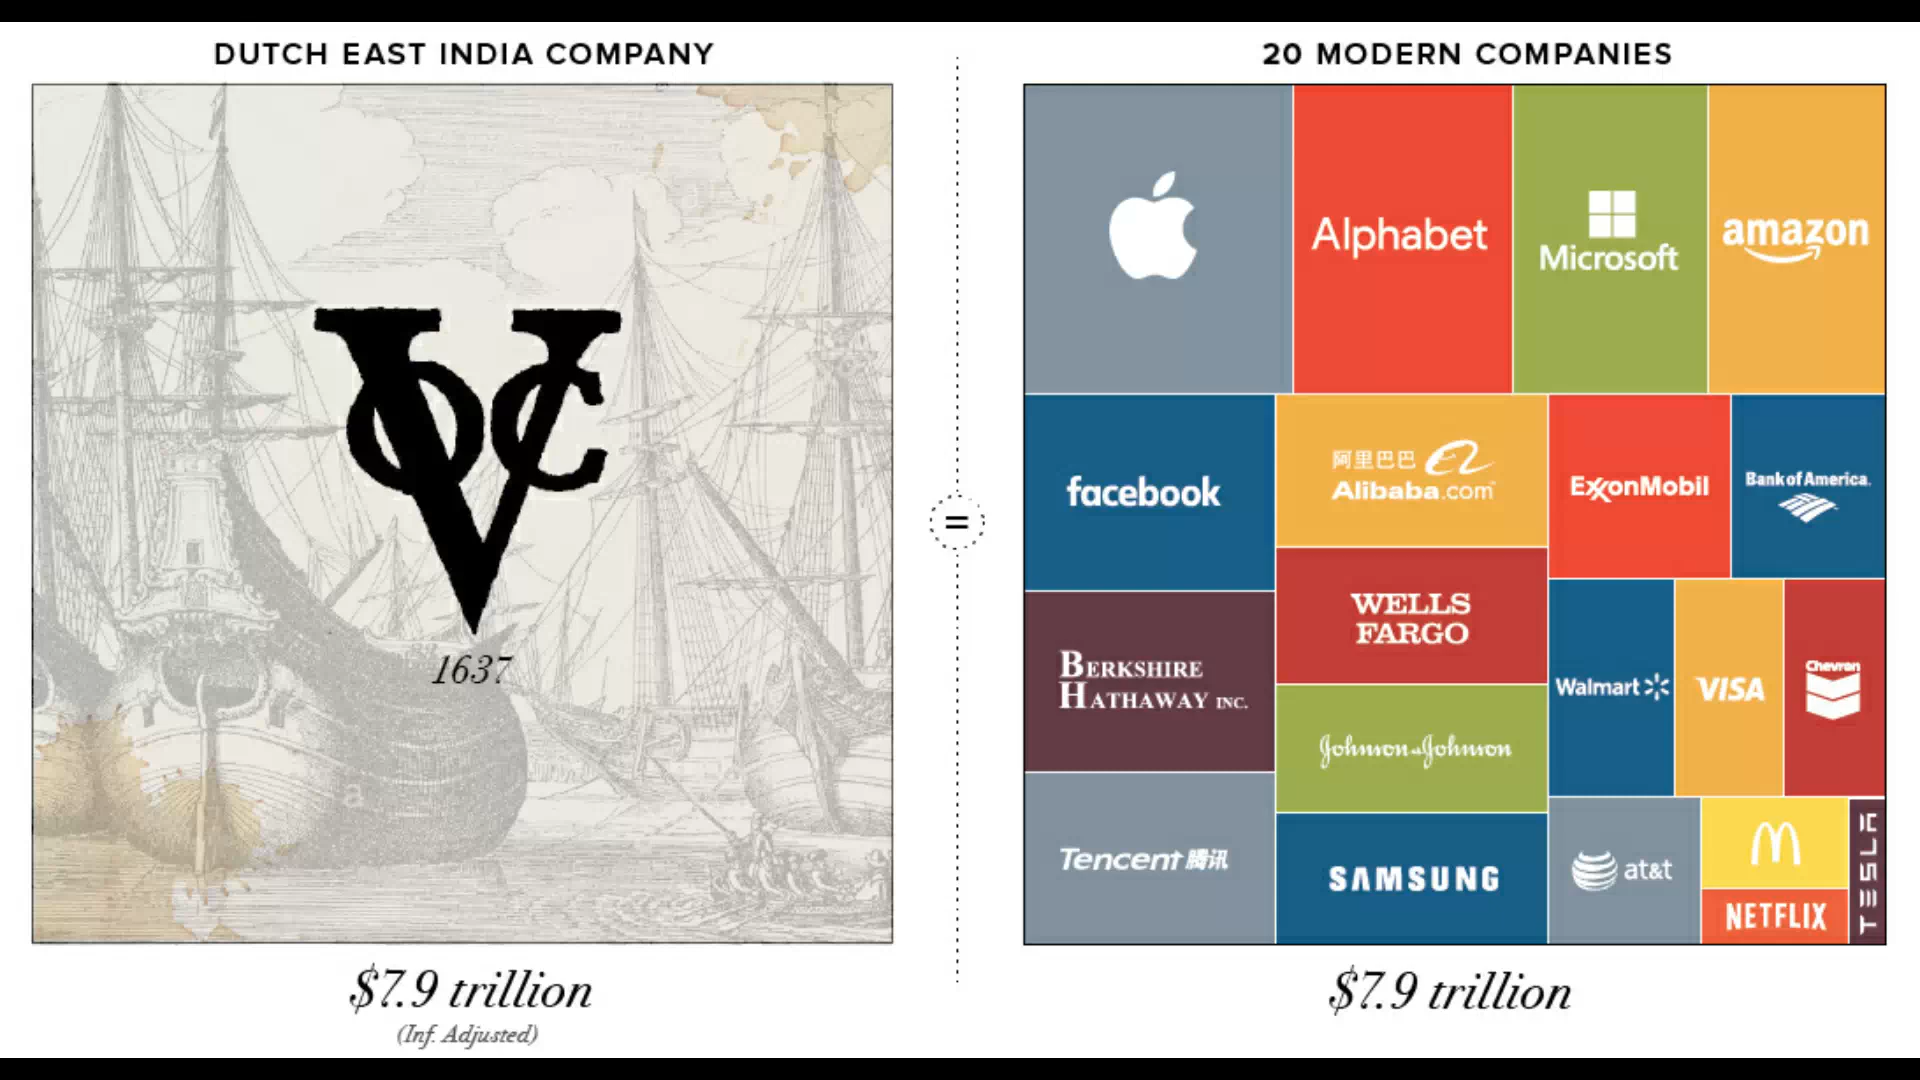 DUTCH EAST INDIA COMPANY
VOC
1637
a
$7.9 trillion
(Inf. Adjusted)
=
20 MODERN COMPANIES
Alphabet
Microsoft
amazon
facebook
阿里巴巴
Alibaba.com
ExxonMobil
Bank of America
WELLS
FARGO
BERKSHIRE
HATHAWAY INC.
Walmart
VISA
Chevron
Johnson-Johnson
Tencent 腾讯
SAMSUNG
at&t
M
NETFLIX
TESLA
$7.9 trillion